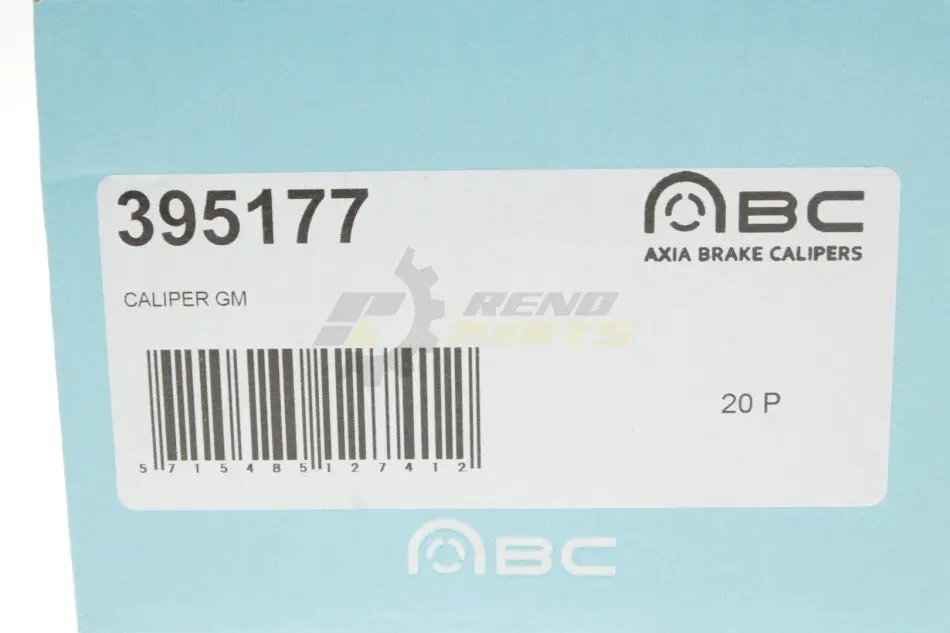 395177
ABC
AXIA BRAKE CALIPERS
CALIPER GM
RENO
PARTS
20 P
5 715485 127412
ABC